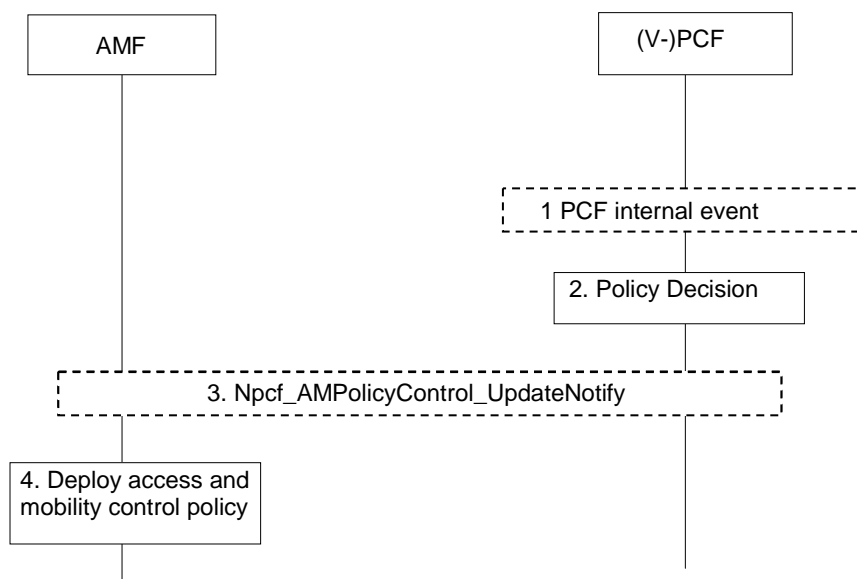 AMF
(V-)PCF
1 PCF internal event
2. Policy Decision
3. Npcf_AMPolicyControl_UpdateNotify
4. Deploy access and
mobility control policy